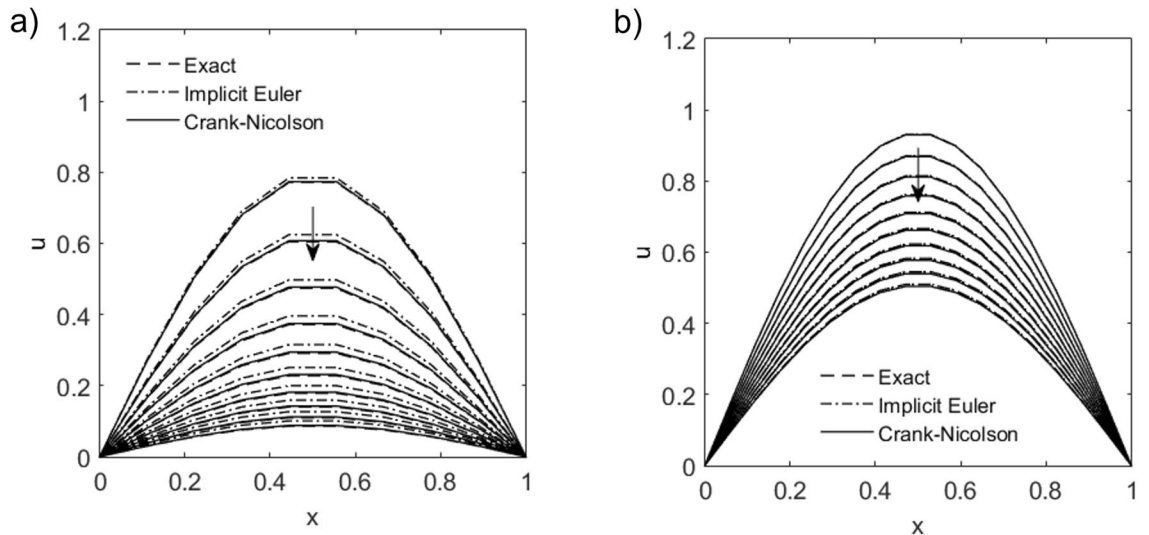 a)
1.2
1
0.8
0.6
0.4
0.2
0
u
Exact
Implicit Euler
Crank-Nicolson
0 0.2 0.4 0.6 0.8 1
x
b)
1.2
1
0.8
0.6
0.4
0.2
0
u
Exact
Implicit Euler
Crank-Nicolson
0 0.2 0.4 0.6 0.8 1
x